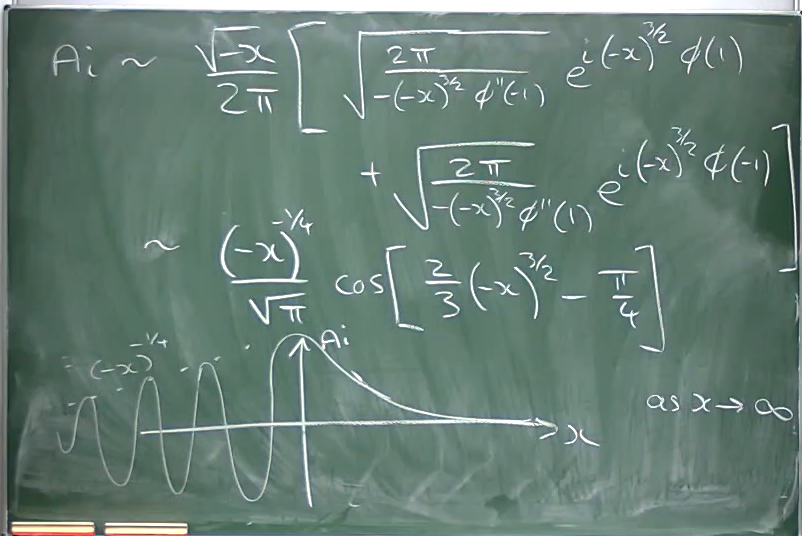 Ai ~ √-x / 2π [ √(2π / -(-x)^3/2 φ''(-1)) e^i(-x)^3/2 φ(1)
+ √(2π / -(-x)^3/2 φ''(1)) e^i(-x)^3/2 φ(-1) ]
~ (-x)^-1/4 / √π cos[ 2/3 (-x)^3/2 - π/4 ]
Ai
(-x)^-1/4
as x → ∞
x